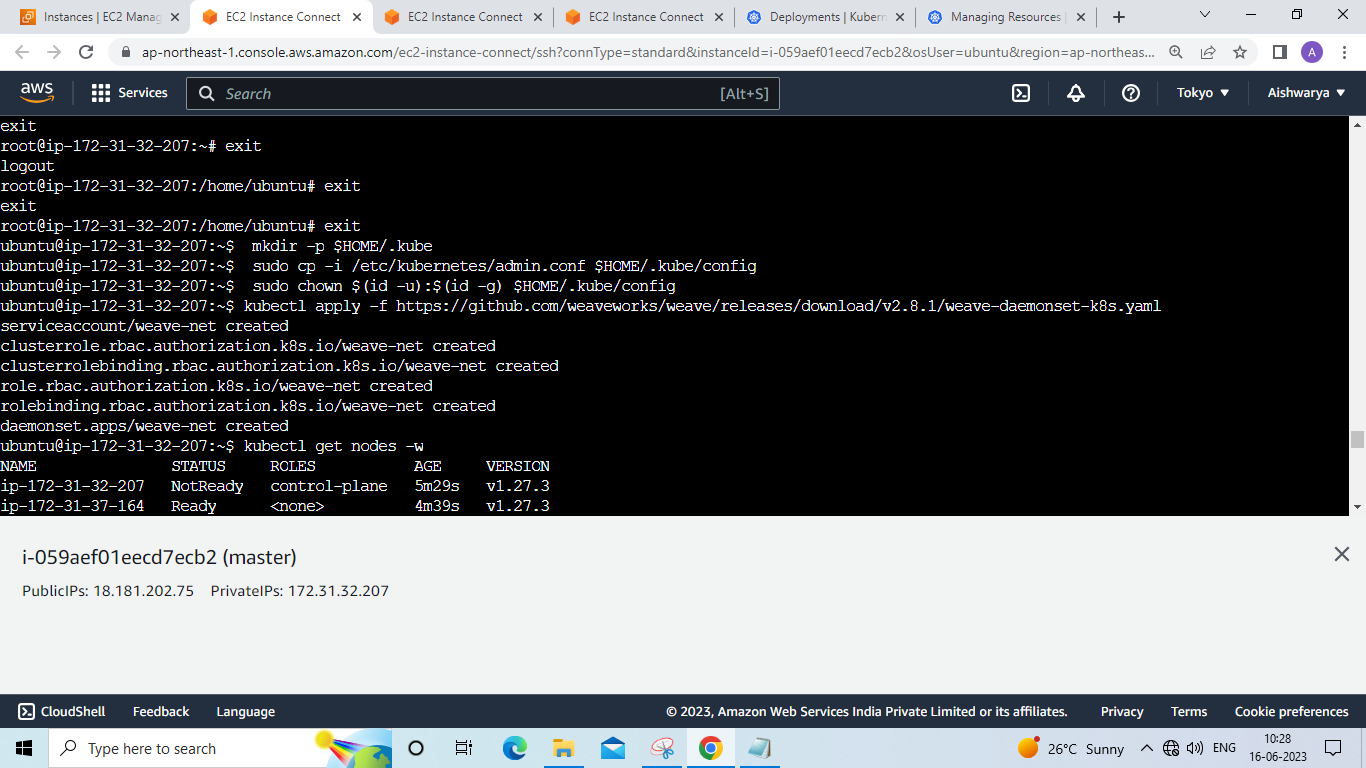 Instances | EC2 Manag
EC2 Instance Connect
EC2 Instance Connect
EC2 Instance Connect
Deployments | Kubern
Managing Resources |
ap-northeast-1.console.aws.amazon.com/ec2-instance-connect/ssh?connType=standard&instanceId=i-059aef01eecd7ecb2&osUser=ubuntu&region=ap-northeas...
A
aws
Services
Search
[Alt+S]
Tokyo
Aishwarya
exit
root@ip-172-31-32-207:~# exit
logout
root@ip-172-31-32-207:/home/ubuntu# exit
exit
root@ip-172-31-32-207:/home/ubuntu# exit
ubuntu@ip-172-31-32-207:~$  mkdir -p $HOME/.kube
ubuntu@ip-172-31-32-207:~$  sudo cp -i /etc/kubernetes/admin.conf $HOME/.kube/config
ubuntu@ip-172-31-32-207:~$  sudo chown $(id -u):$(id -g) $HOME/.kube/config
ubuntu@ip-172-31-32-207:~$ kubectl apply -f https://github.com/weaveworks/weave/releases/download/v2.8.1/weave-daemonset-k8s.yaml
serviceaccount/weave-net created
clusterrole.rbac.authorization.k8s.io/weave-net created
clusterrolebinding.rbac.authorization.k8s.io/weave-net created
role.rbac.authorization.k8s.io/weave-net created
rolebinding.rbac.authorization.k8s.io/weave-net created
daemonset.apps/weave-net created
ubuntu@ip-172-31-32-207:~$ kubectl get nodes -w
NAME               STATUS     ROLES           AGE     VERSION
ip-172-31-32-207   NotReady   control-plane   5m29s   v1.27.3
ip-172-31-37-164   Ready      <none>          4m39s   v1.27.3
i-059aef01eecd7ecb2 (master)
PublicIPs: 18.181.202.75    PrivateIPs: 172.31.32.207
CloudShell
Feedback
Language
© 2023, Amazon Web Services India Private Limited or its affiliates.
Privacy
Terms
Cookie preferences
Type here to search
26°C Sunny
ENG
10:28
16-06-2023